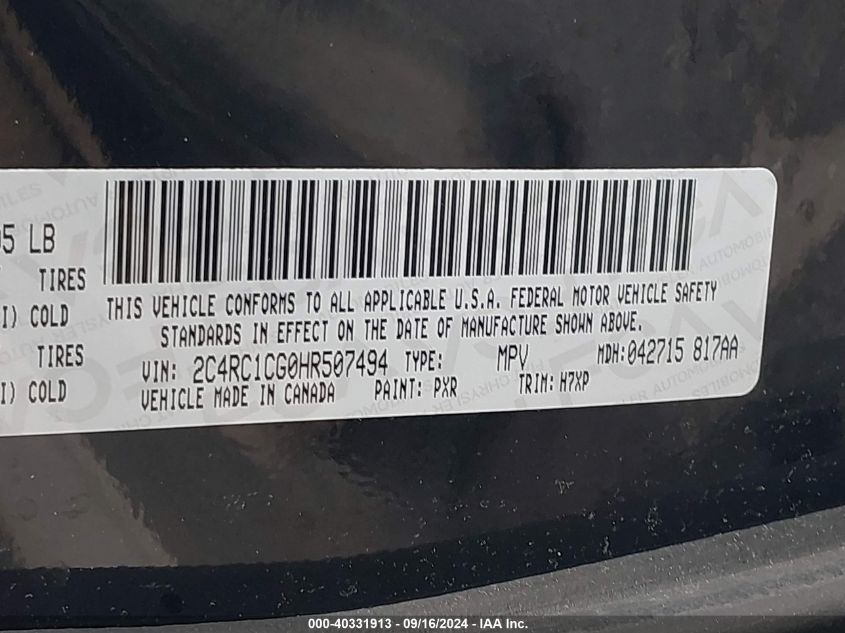 05 LB
TIRES
I) COLD
TIRES
I) COLD
THIS VEHICLE CONFORMS TO ALL APPLICABLE U.S.A. FEDERAL MOTOR VEHICLE SAFETY
STANDARDS IN EFFECT ON THE DATE OF MANUFACTURE SHOWN ABOVE.
VIN: 2C4RC1CG0HR507494 TYPE: MPV MDH:042715 817AA
VEHICLE MADE IN CANADA PAINT: PXR TRIM: H7XP
000-40331913 - 09/16/2024 - IAA Inc.